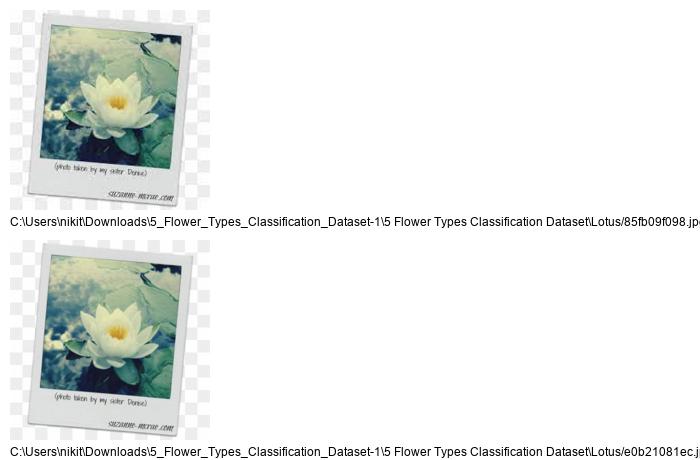 (photo taken by my sister Denise)
suzanne-mcrae.com
C:\Users\nikit\Downloads\5_Flower_Types_Classification_Dataset-1\5 Flower Types Classification Dataset\Lotus/85fb09f098.jp
(photo taken by my sister Denise)
suzanne-mcrae.com
C:\Users\nikit\Downloads\5_Flower_Types_Classification_Dataset-1\5 Flower Types Classification Dataset\Lotus/e0b21081ec.j